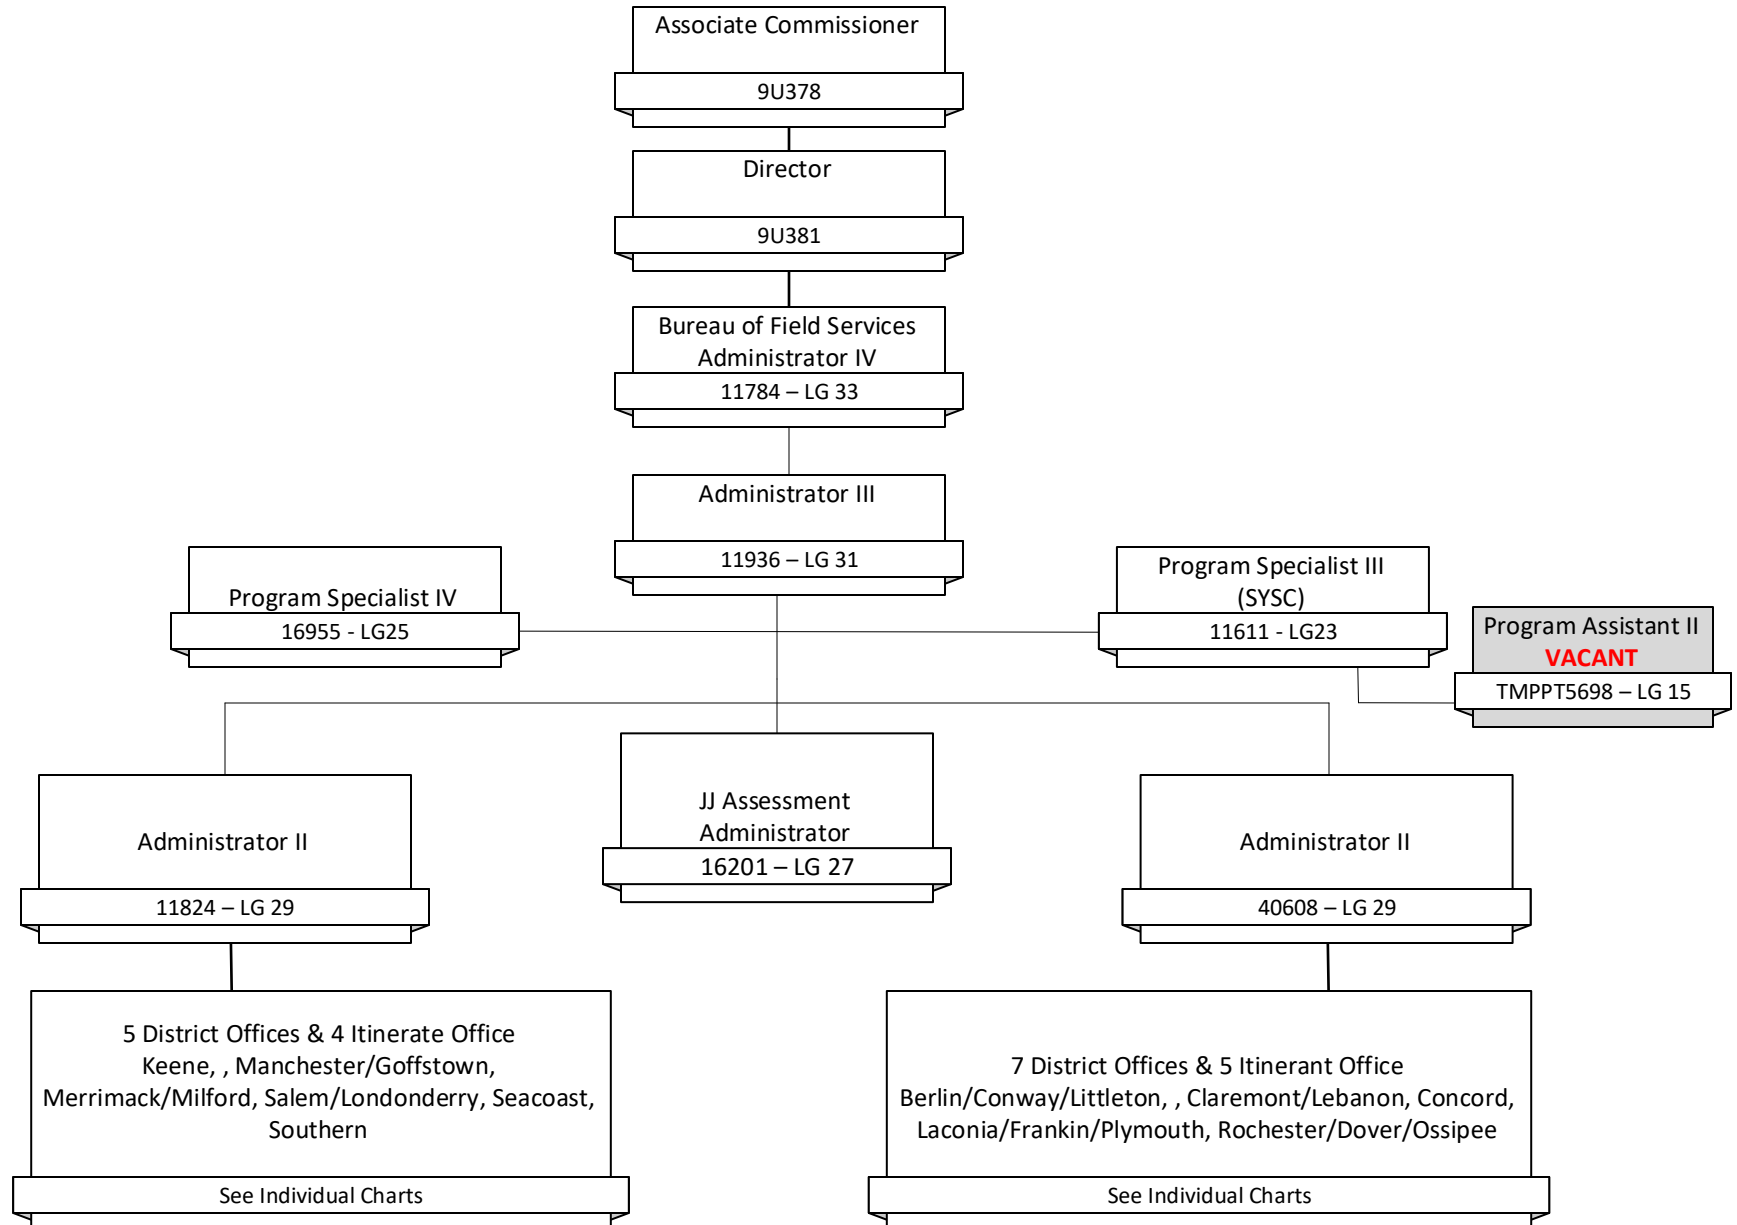 Associate Commissioner
9U378
Director
9U381
Bureau of Field Services
Administrator IV
11784 – LG 33
Administrator III
11936 – LG 31
Program Specialist IV
16955 - LG25
Program Specialist III
(SYSC)
11611 - LG23
Program Assistant II
VACANT
TMPPT5698 – LG 15
Administrator II
11824 – LG 29
JJ Assessment
Administrator
16201 – LG 27
Administrator II
40608 – LG 29
5 District Offices & 4 Itinerate Office
Keene, , Manchester/Goffstown,
Merrimack/Milford, Salem/Londonderry, Seacoast,
Southern
See Individual Charts
7 District Offices & 5 Itinerant Office
Berlin/Conway/Littleton, , Claremont/Lebanon, Concord,
Laconia/Frankin/Plymouth, Rochester/Dover/Ossipee
See Individual Charts